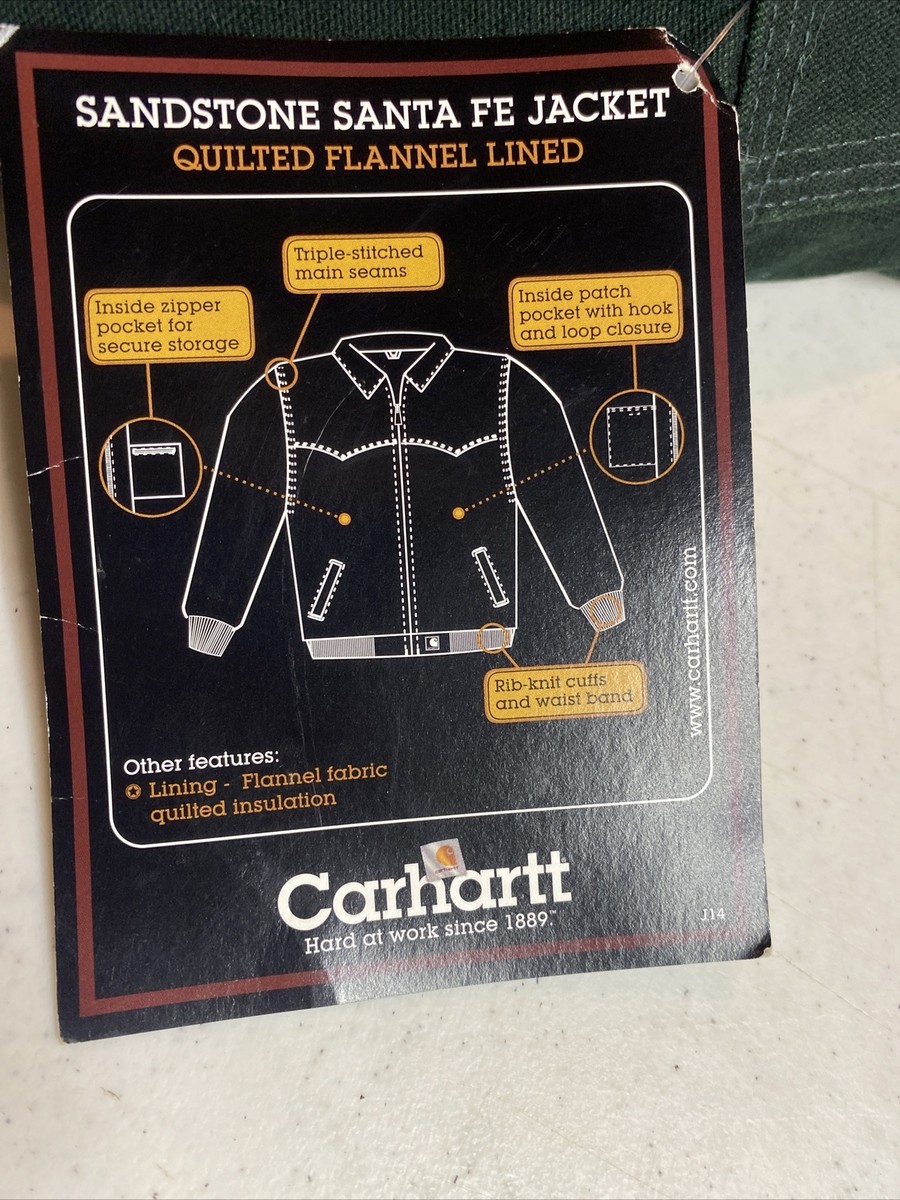 SANDSTONE SANTA FE JACKET
QUILTED FLANNEL LINED
Triple-stitched
main seams
Inside zipper
pocket for
secure storage
Inside patch
pocket with hook
and loop closure
Rib-knit cuffs
and waist band
www.carhartt.com
Other features:
Lining - Flannel fabric
quilted insulation
Carhartt
Hard at work since 1889.™
J14